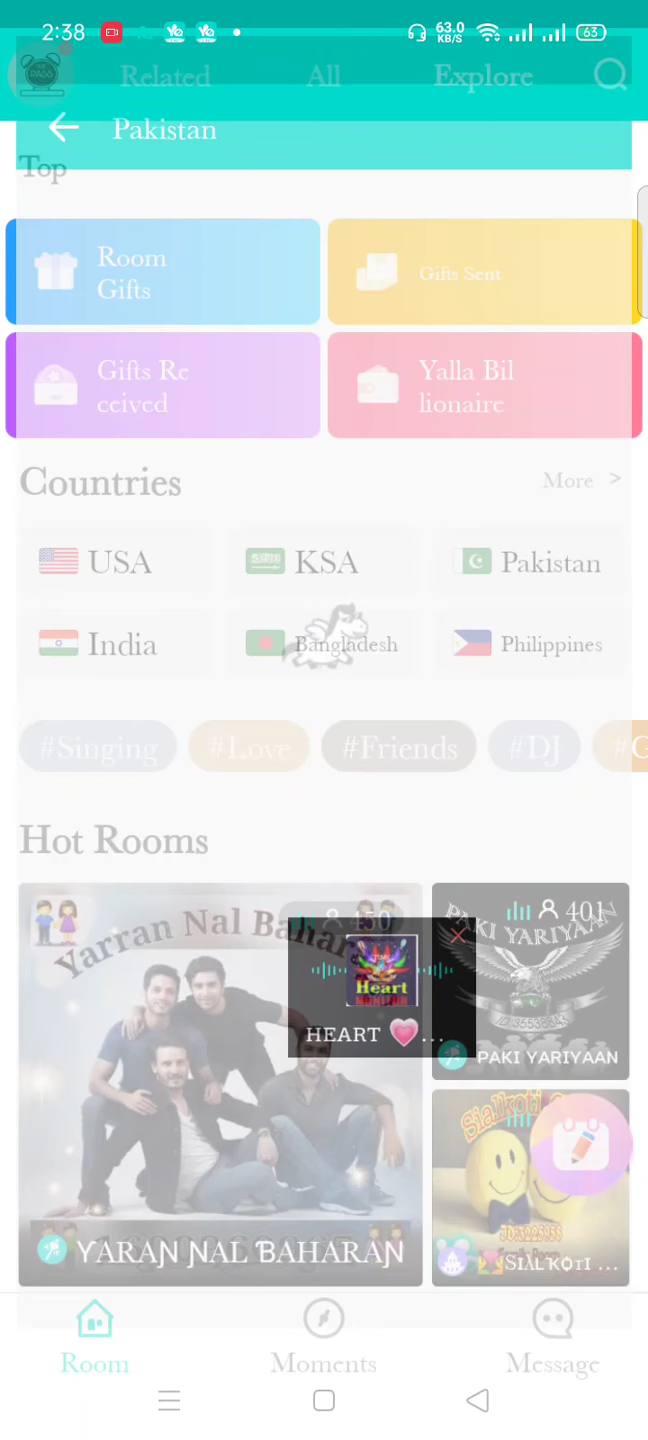 2:38
63.0
KB/S
63
Related
All
Explore
Pakistan
Top
Room
Gifts
Gifts Sent
Gifts Re
ceived
Yalla Bil
lionaire
Countries
More >
USA
KSA
Pakistan
India
Bangladesh
Philippines
#Singing
#Love
#Friends
#DJ
#G
Hot Rooms
450
Yarran Nal Bahar
YARAN NAL BAHARAN
401
PAKI YARIYAAN
PAKI YARIYAAN
Heart
HEART 💗...
Sialkoti
SIALKOTI ...
Room
Moments
Message